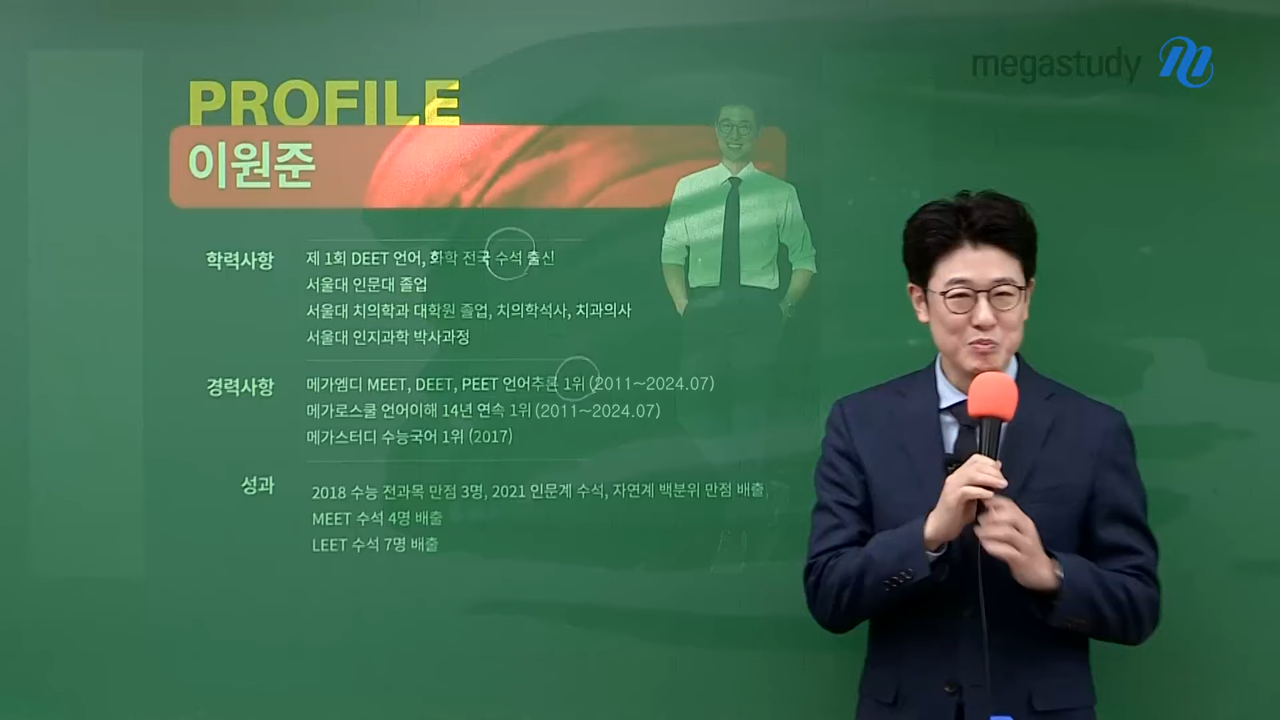 megastudy
PROFILE
이원준
학력사항
제 1회 DEET 언어, 화학 전국 수석 출신
서울대 인문대 졸업
서울대 치의학과 대학원 졸업, 치의학석사, 치과의사
서울대 인지과학 박사과정
경력사항
메가엠디 MEET, DEET, PEET 언어추론 1위 (2011~2024.07)
메가로스쿨 언어이해 14년 연속 1위 (2011~2024.07)
메가스터디 수능국어 1위 (2017)
성과
2018 수능 전과목 만점 3명, 2021 인문계 수석, 자연계 백분위 만점 배출,
MEET 수석 4명 배출
LEET 수석 7명 배출